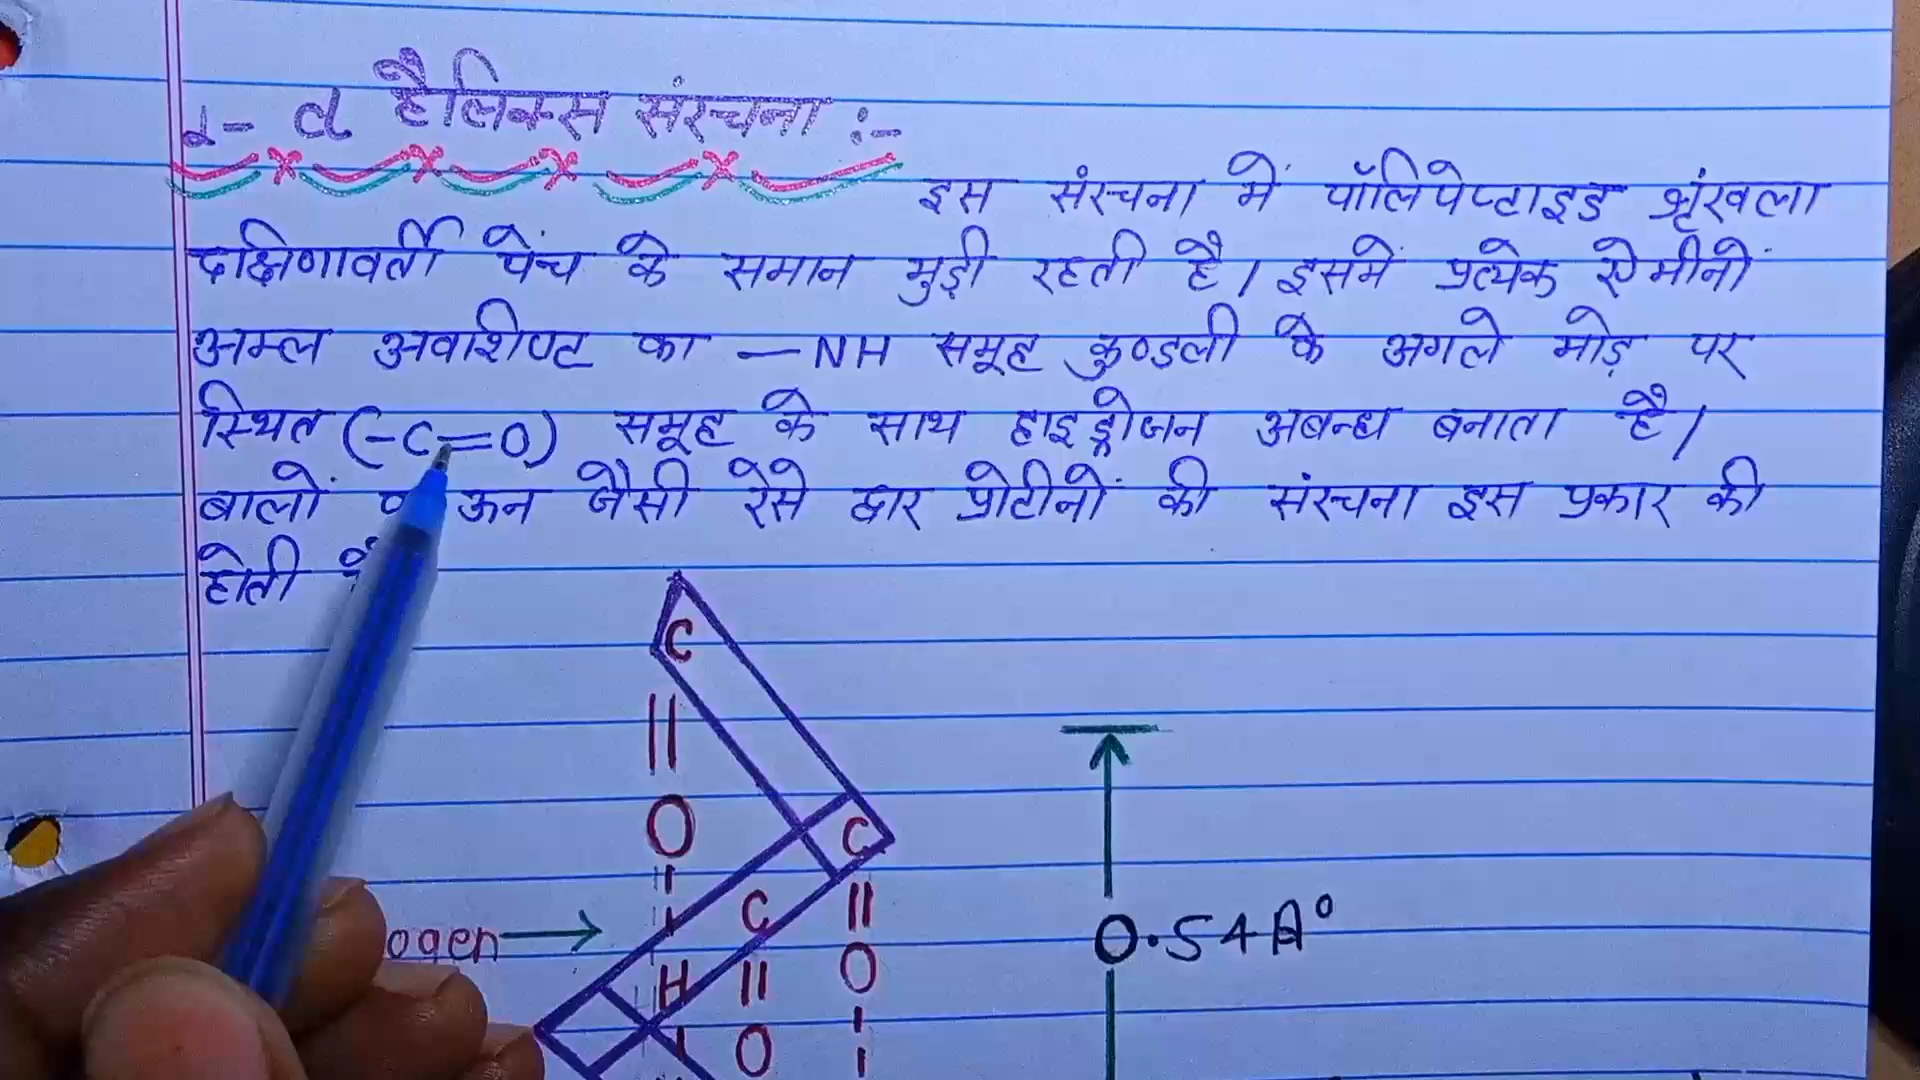 1- α हैलिक्स संरचना :-
इस संरचना में पॉलिपेप्टाइड श्रृंखला
दक्षिणावर्ती पेंच के समान मुड़ी रहती है। इसमें प्रत्येक ऐमीनों
अम्ल अवशिष्ट का —NH समूह कुण्डली के अगले मोड़ पर
स्थित (-C=O) समूह के साथ हाइड्रोजन अबन्ध बनाता है।
बालों ऊन जैसी रेसे द्वार प्रोटीनों की संरचना इस प्रकार की
होती
C
||
O
C
C
||
ogen
H
||
O
O
0.54A°